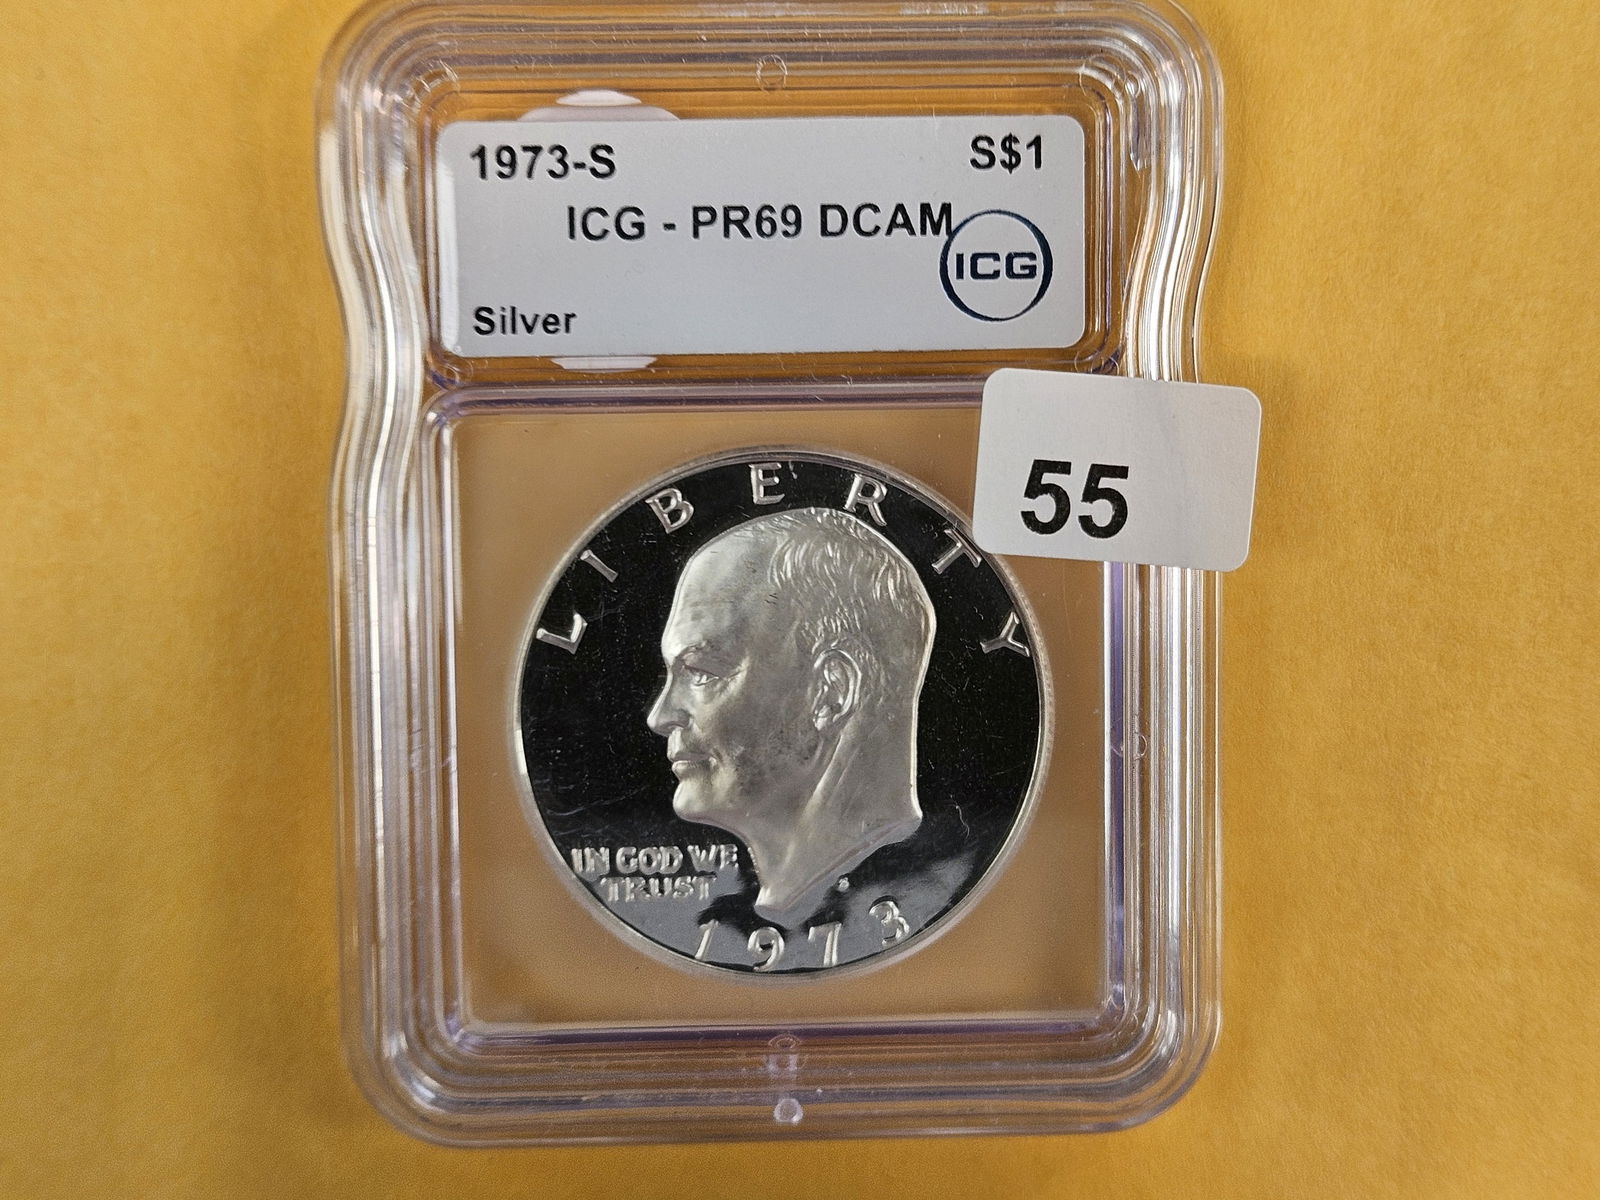 1973-S S$1
ICG - PR69 DCAM
ICG
Silver
55
LIBERTY
IN GOD WE
TRUST
S
1973